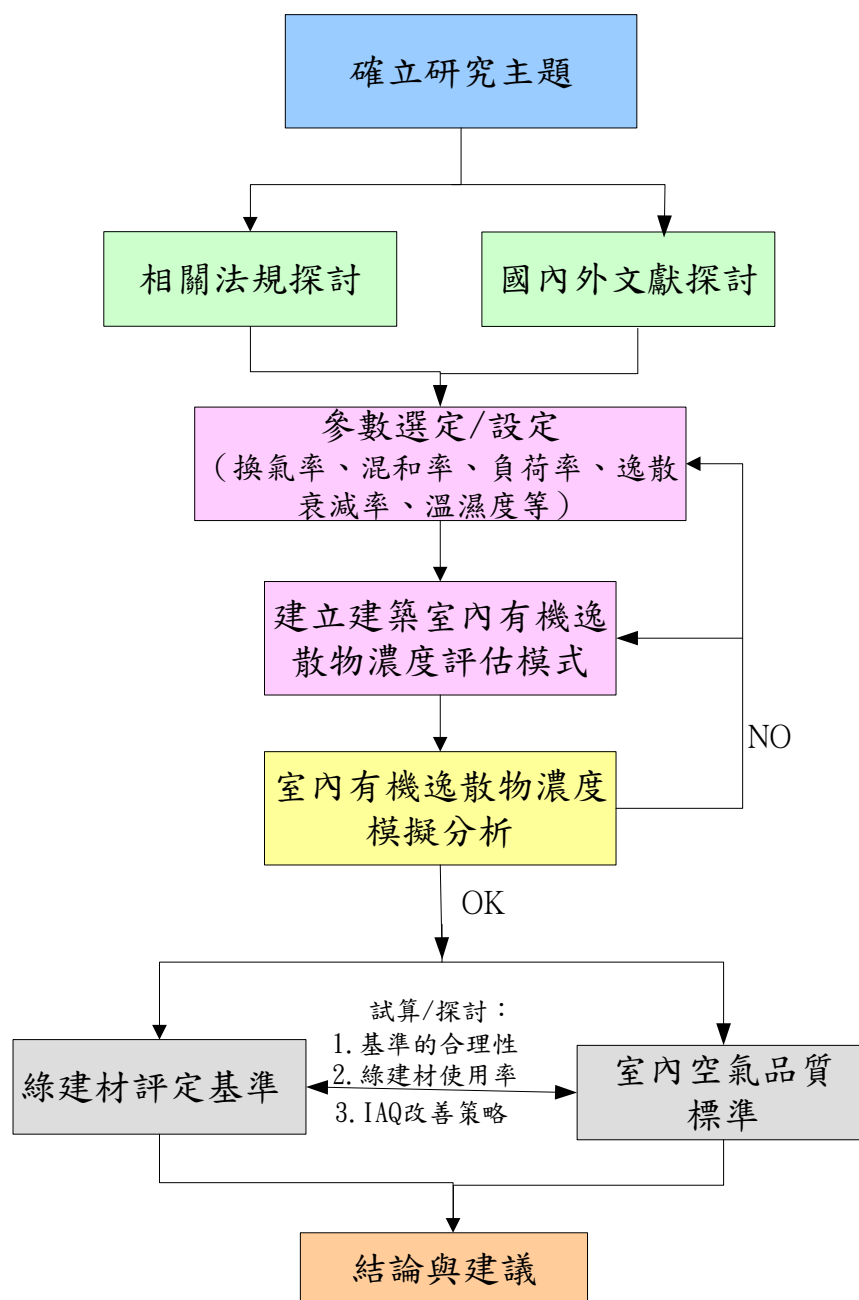 確立研究主題
相關法規探討
國內外文獻探討
參數選定/設定
（換氣率、混和率、負荷率、逸散
衰減率、溫濕度等）
建立建築室內有機逸
散物濃度評估模式
NO
室內有機逸散物濃度
模擬分析
OK
試算/探討：
1.基準的合理性
2.綠建材使用率
3.IAQ改善策略
綠建材評定基準
室內空氣品質
標準
結論與建議